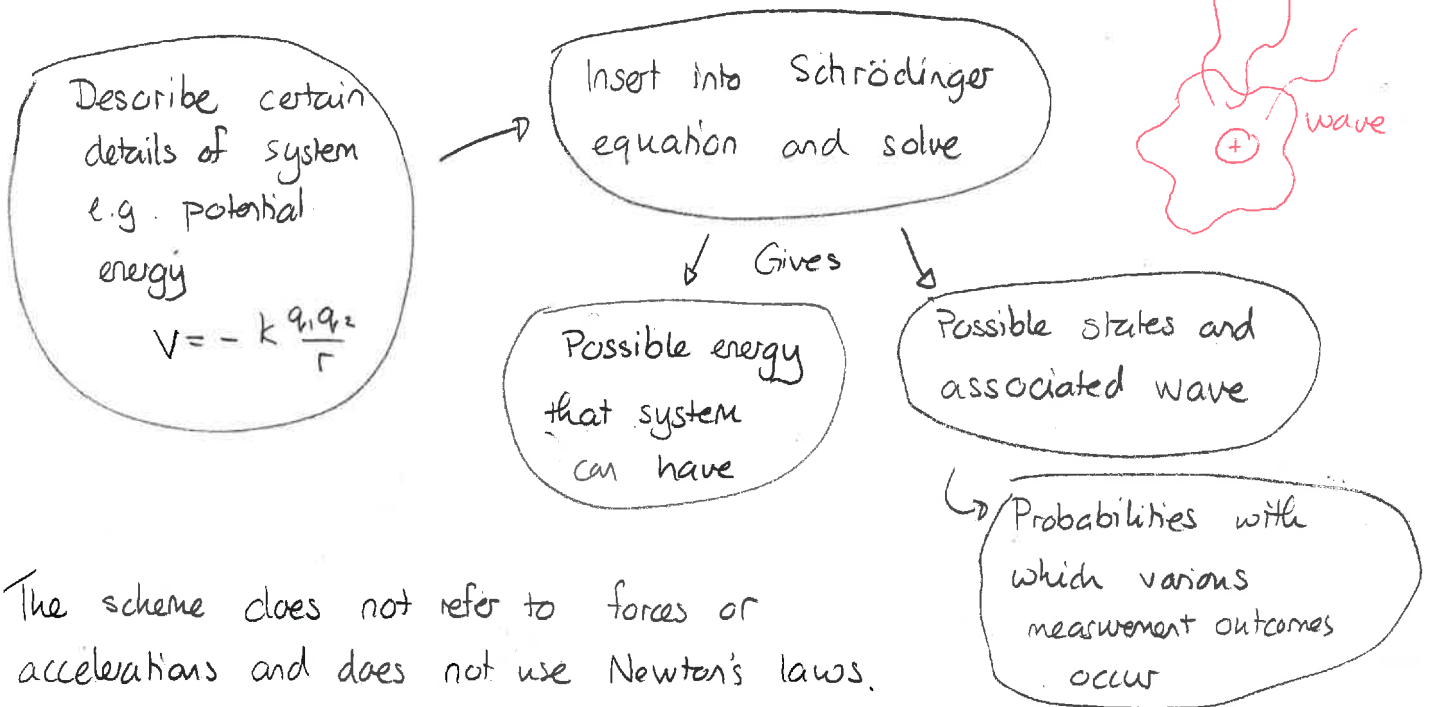 Describe certain
details of system
e.g. potential
energy
V = - k q₁q₂/r
Insert into Schrödinger
equation and solve
+
wave
Gives
Possible energy
that system
can have
Possible states and
associated wave
Probabilities with
which various
measurement outcomes
occur
The scheme does not refer to forces or
accelerations and does not use Newton's laws.